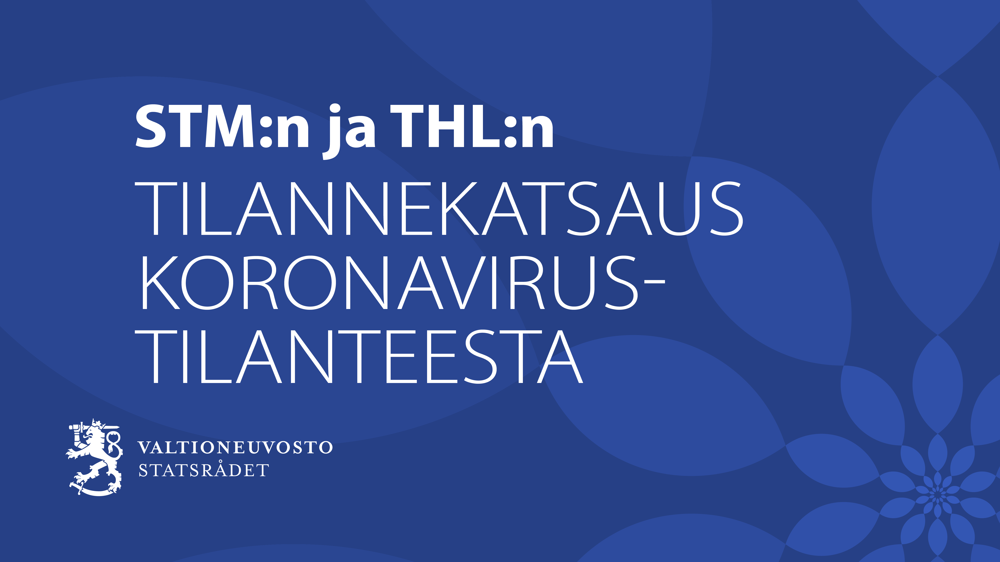 STM:n ja THL:n
TILANNEKATSAUS
KORONAVIRUS-
TILANTEESTA
VALTIONEUVOSTO
STATSRÅDET